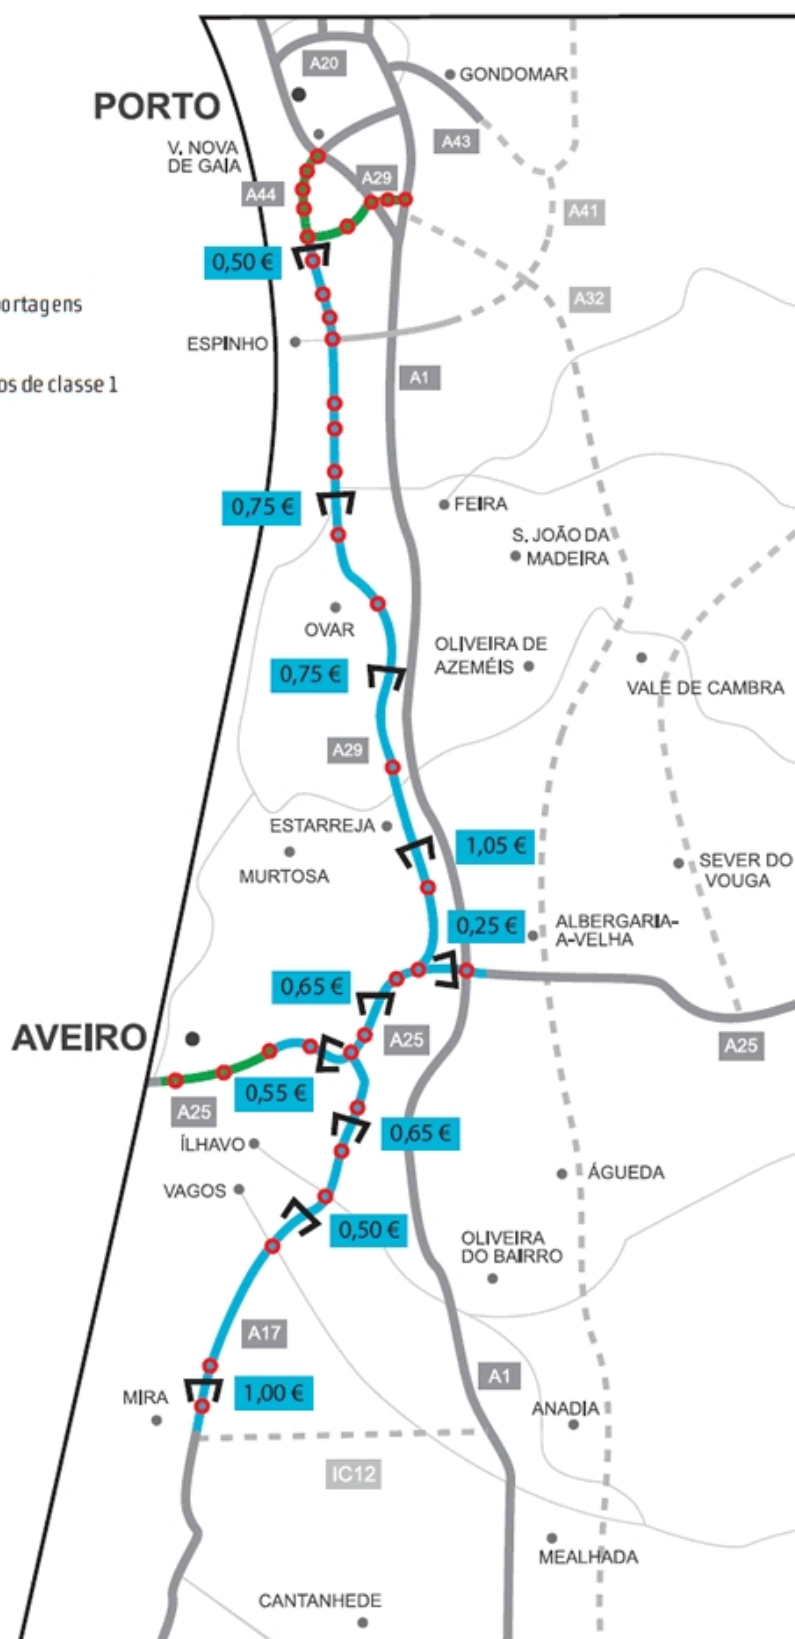 A20
GONDOMAR
PORTO
A43
V. NOVA
DE GAIA
A29
A44
A41
0,50 €
A32
ortagens
ESPINHO
A1
os de classe 1
0,75 €
FEIRA
S. JOÃO DA
MADEIRA
OVAR
OLIVEIRA DE
AZEMÉIS
0,75 €
VALE DE CAMBRA
A29
ESTARREJA
1,05 €
MURTOSA
SEVER DO
VOUGA
0,25 €
ALBERGARIA-
A-VELHA
0,65 €
AVEIRO
A25
A25
0,55 €
A25
0,65 €
ÍLHAVO
ÁGUEDA
VAGOS
0,50 €
OLIVEIRA
DO BAIRRO
A17
A1
MIRA
1,00 €
ANADIA
IC12
MEALHADA
CANTANHEDE